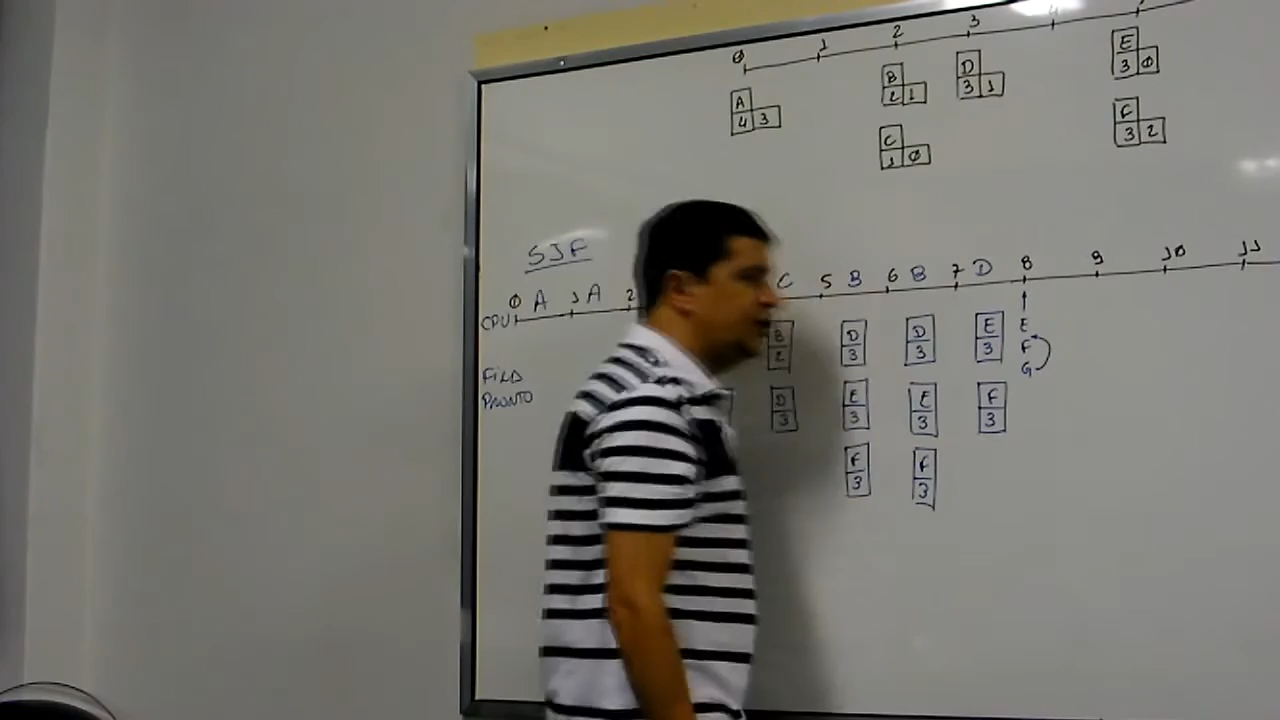 0 1 2 3 4
A B D E
4 3 2 1 3 1 3 0
C F
1 0 3 2
SJF
0 A 1 A 2 C 5 B 6 B 7 D 8 9 10 11
CPU
B D D E E
2 3 3 3 F
FILA G
PRONTO D E E F
3 3 3 3
F F
3 3